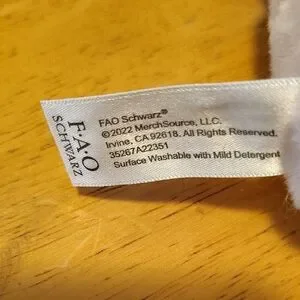 F·A·O
SCHWARZ
FAO Schwarz®
©2022 MerchSource, LLC.
Irvine, CA 92618. All Rights Reserved.
35267A22351
Surface Washable with Mild Detergent